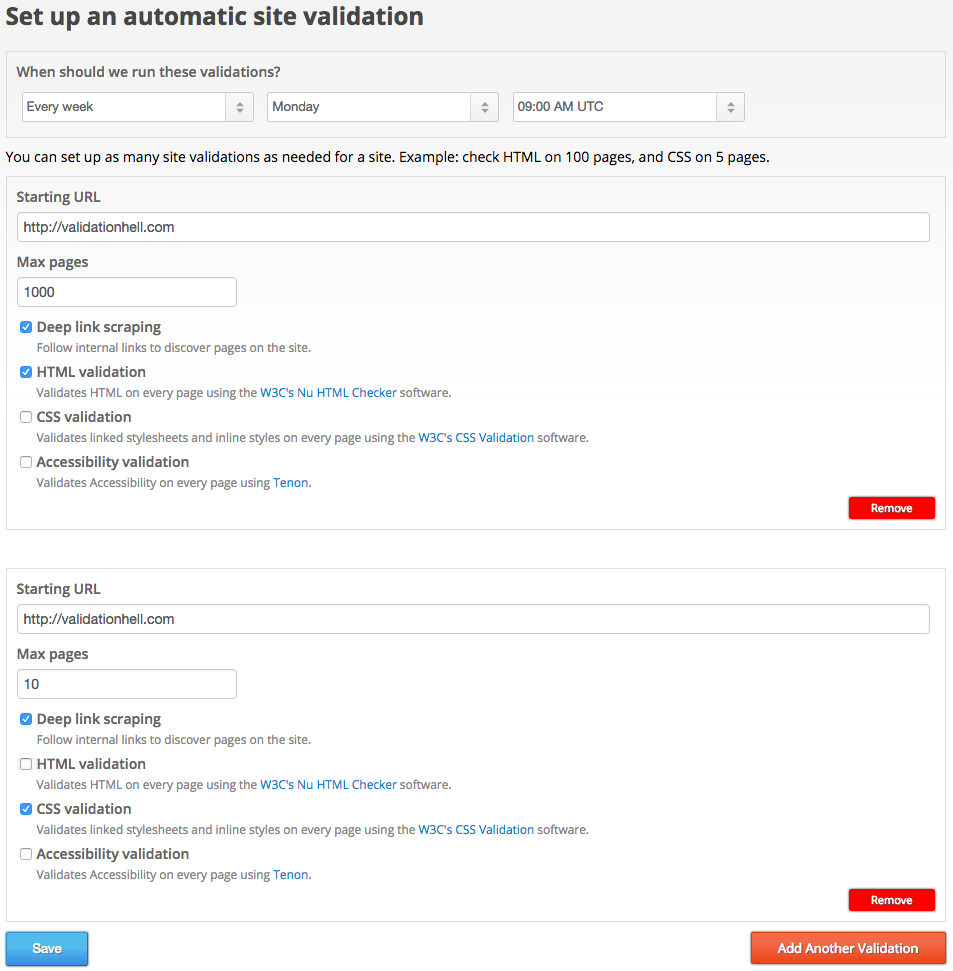 Set up an automatic site validation
When should we run these validations?
Every week Monday 09:00 AM UTC
You can set up as many site validations as needed for a site. Example: check HTML on 100 pages, and CSS on 5 pages.
Starting URL
http://validationhell.com
Max pages
1000
Deep link scraping
Follow internal links to discover pages on the site.
HTML validation
Validates HTML on every page using the W3C's Nu HTML Checker software.
CSS validation
Validates linked stylesheets and inline styles on every page using the W3C's CSS Validation software.
Accessibility validation
Validates Accessibility on every page using Tenon.
Remove
Starting URL
http://validationhell.com
Max pages
10
Deep link scraping
Follow internal links to discover pages on the site.
HTML validation
Validates HTML on every page using the W3C's Nu HTML Checker software.
CSS validation
Validates linked stylesheets and inline styles on every page using the W3C's CSS Validation software.
Accessibility validation
Validates Accessibility on every page using Tenon.
Remove
Save Add Another Validation